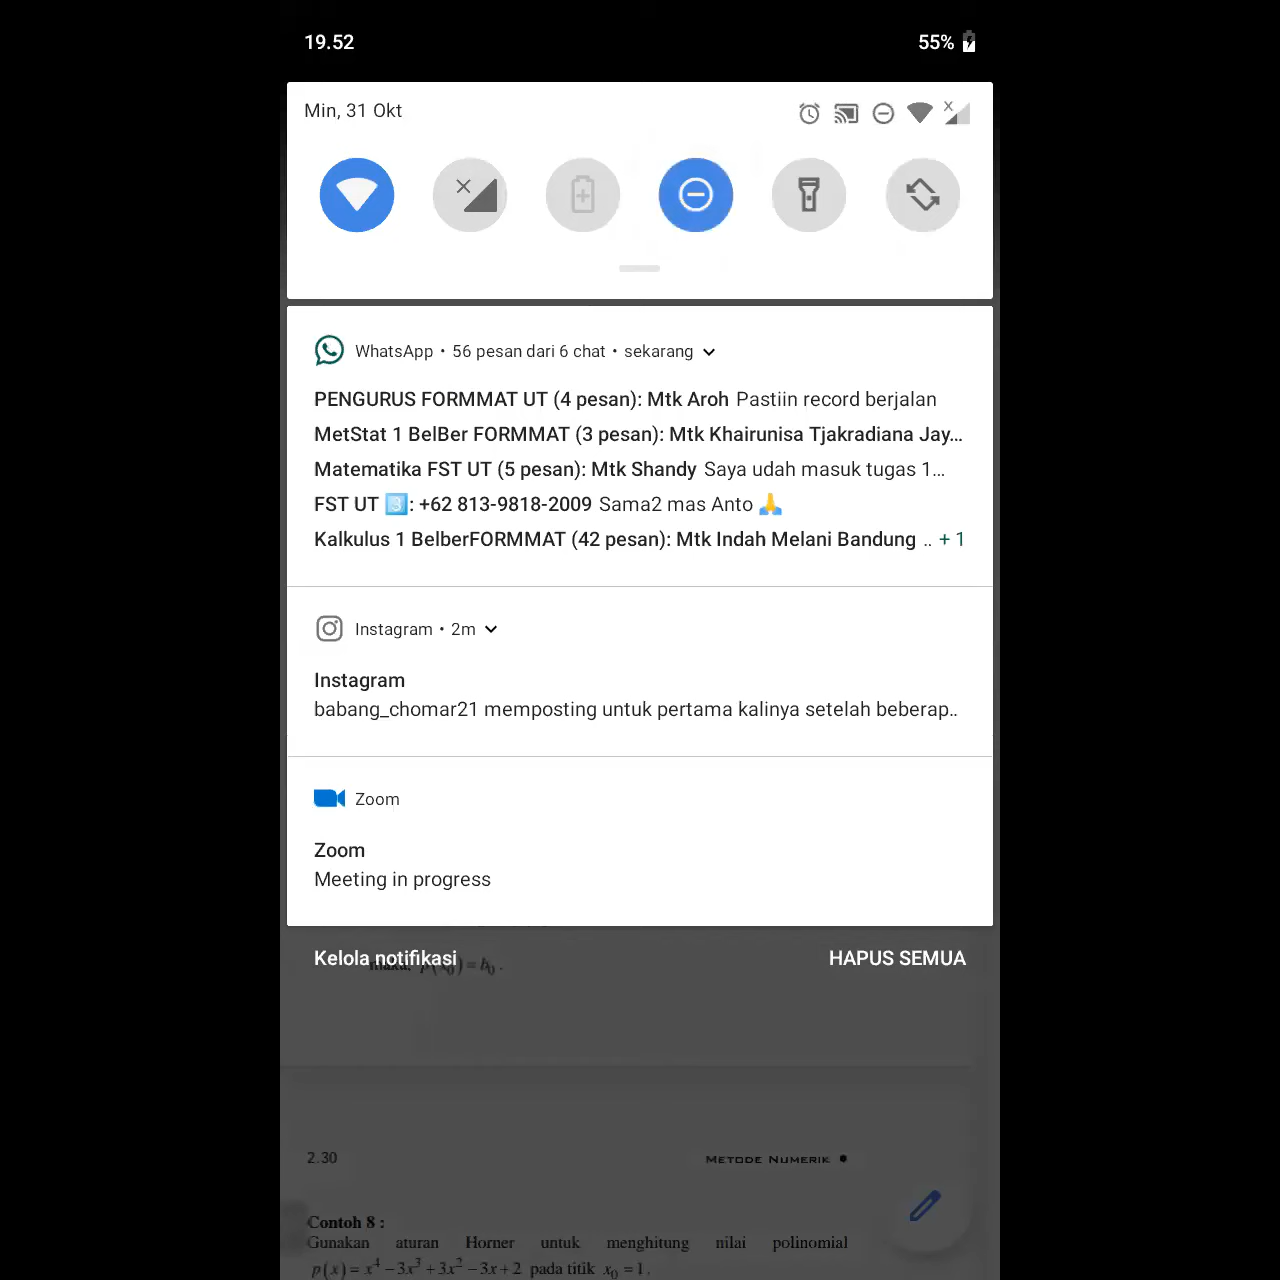 19.52 55%
Min, 31 Okt
WhatsApp • 56 pesan dari 6 chat • sekarang
PENGURUS FORMMAT UT (4 pesan): Mtk Aroh Pastiin record berjalan
MetStat 1 BelBer FORMMAT (3 pesan): Mtk Khairunisa Tjakradiana Jay...
Matematika FST UT (5 pesan): Mtk Shandy Saya udah masuk tugas 1...
FST UT 3️⃣: +62 813-9818-2009 Sama2 mas Anto 🙏
Kalkulus 1 BelberFORMMAT (42 pesan): Mtk Indah Melani Bandung .. + 1
Instagram • 2m
Instagram
babang_chomar21 memposting untuk pertama kalinya setelah beberap..
Zoom
Zoom
Meeting in progress
Kelola notifikasi HAPUS SEMUA
maka, p(x₀) = b₀ .
2.30 METODE NUMERIK ●
Contoh 8 :
Gunakan aturan Horner untuk menghitung nilai polinomial
p(x) = x⁴ − 3x³ + 3x² − 3x + 2 pada titik x₀ = 1 .